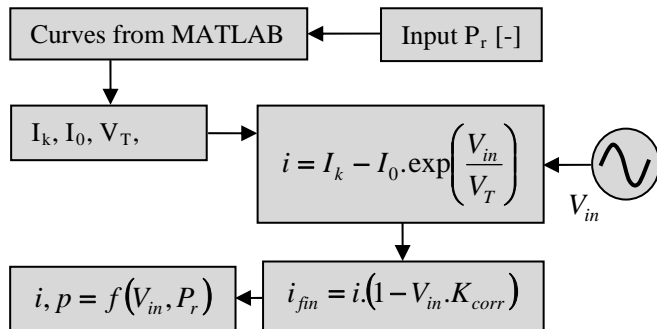 Curves from MATLAB
Input P_r [-]
I_k, I_0, V_T,
i = I_k − I_0.exp(V_in / V_T)
V_in
i, p = f(V_in, P_r)
i_fin = i.(1 − V_in.K_corr)